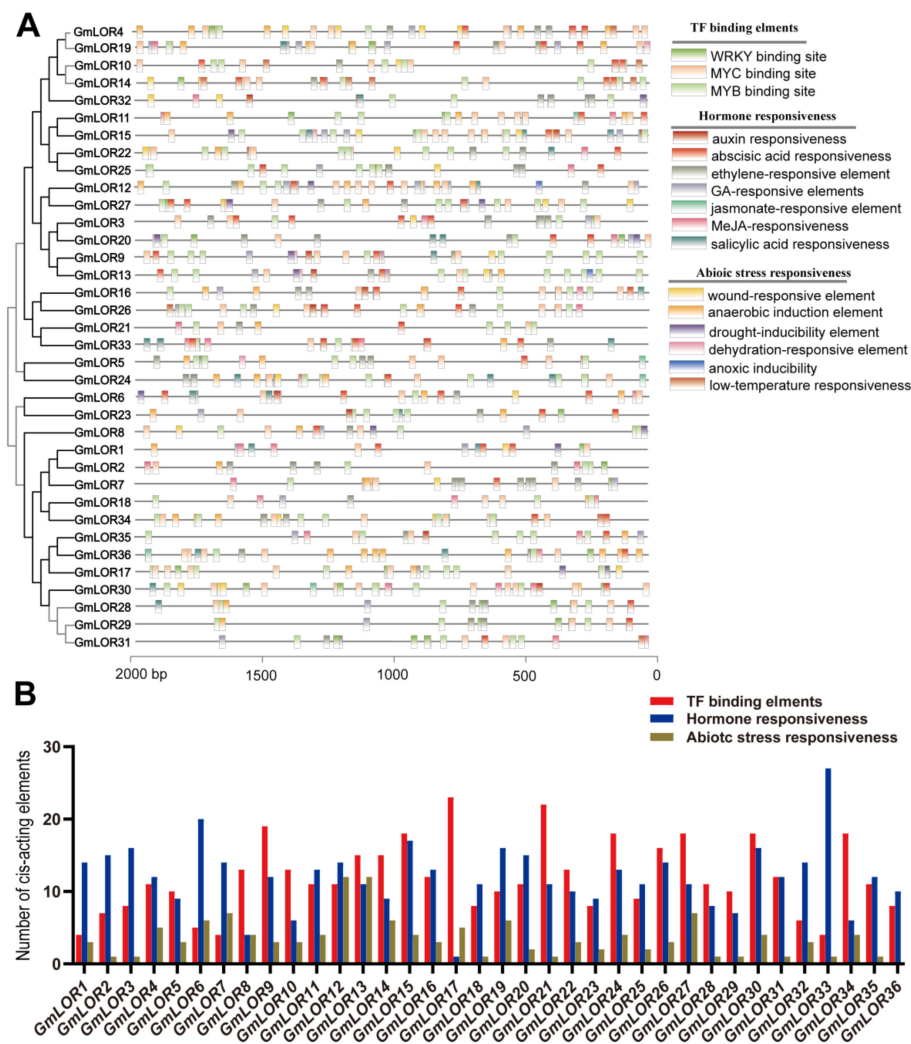 A
GmLOR4
GmLOR19
GmLOR10
GmLOR14
GmLOR32
GmLOR11
GmLOR15
GmLOR22
GmLOR25
GmLOR12
GmLOR27
GmLOR3
GmLOR20
GmLOR9
GmLOR13
GmLOR16
GmLOR26
GmLOR21
GmLOR33
GmLOR5
GmLOR24
GmLOR6
GmLOR23
GmLOR8
GmLOR1
GmLOR2
GmLOR7
GmLOR18
GmLOR34
GmLOR35
GmLOR36
GmLOR17
GmLOR30
GmLOR28
GmLOR29
GmLOR31
2000 bp 1500 1000 500 0
TF binding elments
WRKY binding site
MYC binding site
MYB binding site
Hormone responsiveness
auxin responsiveness
abscisic acid responsiveness
ethylene-responsive element
GA-responsive elements
jasmonate-responsive element
MeJA-responsiveness
salicylic acid responsiveness
Abioic stress responsiveness
wound-responsive element
anaerobic induction element
drought-inducibility element
dehydration-responsive element
anoxic inducibility
low-temperature responsiveness
B
TF binding elments
Hormone responsiveness
Abiotc stress responsiveness
Number of cis-acting elements
30
20
10
0
GmLOR1 GmLOR2 GmLOR3 GmLOR4 GmLOR5 GmLOR6 GmLOR7 GmLOR8 GmLOR9 GmLOR10 GmLOR11 GmLOR12 GmLOR13 GmLOR14 GmLOR15 GmLOR16 GmLOR17 GmLOR18 GmLOR19 GmLOR20 GmLOR21 GmLOR22 GmLOR23 GmLOR24 GmLOR25 GmLOR26 GmLOR27 GmLOR28 GmLOR29 GmLOR30 GmLOR31 GmLOR32 GmLOR33 GmLOR34 GmLOR35 GmLOR36